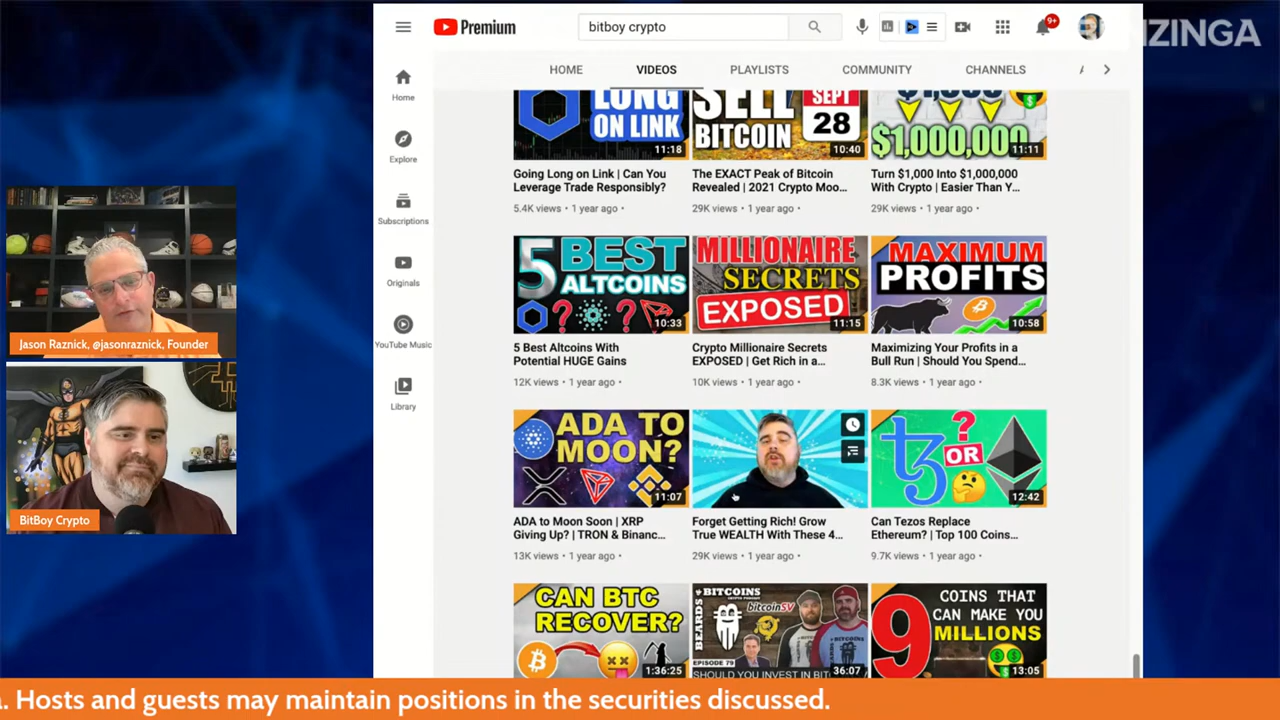 Premium
bitboy crypto
9+
NZINGA
HOME
VIDEOS
PLAYLISTS
COMMUNITY
CHANNELS
Home
Explore
Subscriptions
Originals
YouTube Music
Library
LONG
ON LINK
11:18
SELL
BITCOIN
SEPT
28
10:40
$1,000,000
11:11
Going Long on Link | Can You
Leverage Trade Responsibly?
5.4K views • 1 year ago •
The EXACT Peak of Bitcoin
Revealed | 2021 Crypto Moo...
29K views • 1 year ago •
Turn $1,000 Into $1,000,000
With Crypto | Easier Than Y...
29K views • 1 year ago •
5 BEST
ALTCOINS
? ?
10:33
MILLIONAIRE
SECRETS
EXPOSED
11:15
MAXIMUM
PROFITS
10:58
5 Best Altcoins With
Potential HUGE Gains
12K views • 1 year ago •
Crypto Millionaire Secrets
EXPOSED | Get Rich in a...
10K views • 1 year ago •
Maximizing Your Profits in a
Bull Run | Should You Spend...
8.3K views • 1 year ago •
ADA TO
MOON?
11:07
?
OR
12:42
ADA to Moon Soon | XRP
Giving Up? | TRON & Binanc...
13K views • 1 year ago •
Forget Getting Rich! Grow
True WEALTH With These 4...
29K views • 1 year ago •
Can Tezos Replace
Ethereum? | Top 100 Coins...
9.7K views • 1 year ago •
CAN BTC
RECOVER?
1:36:25
BEARDS & BITCOINS
CRYPTO PODCAST
bitcoinSV
EPISODE 79
SHOULD YOU INVEST IN BIT
36:07
9
COINS THAT
CAN MAKE YOU
MILLIONS
13:05
Jason Raznick, @jasonraznick, Founder
BitBoy Crypto
. Hosts and guests may maintain positions in the securities discussed.